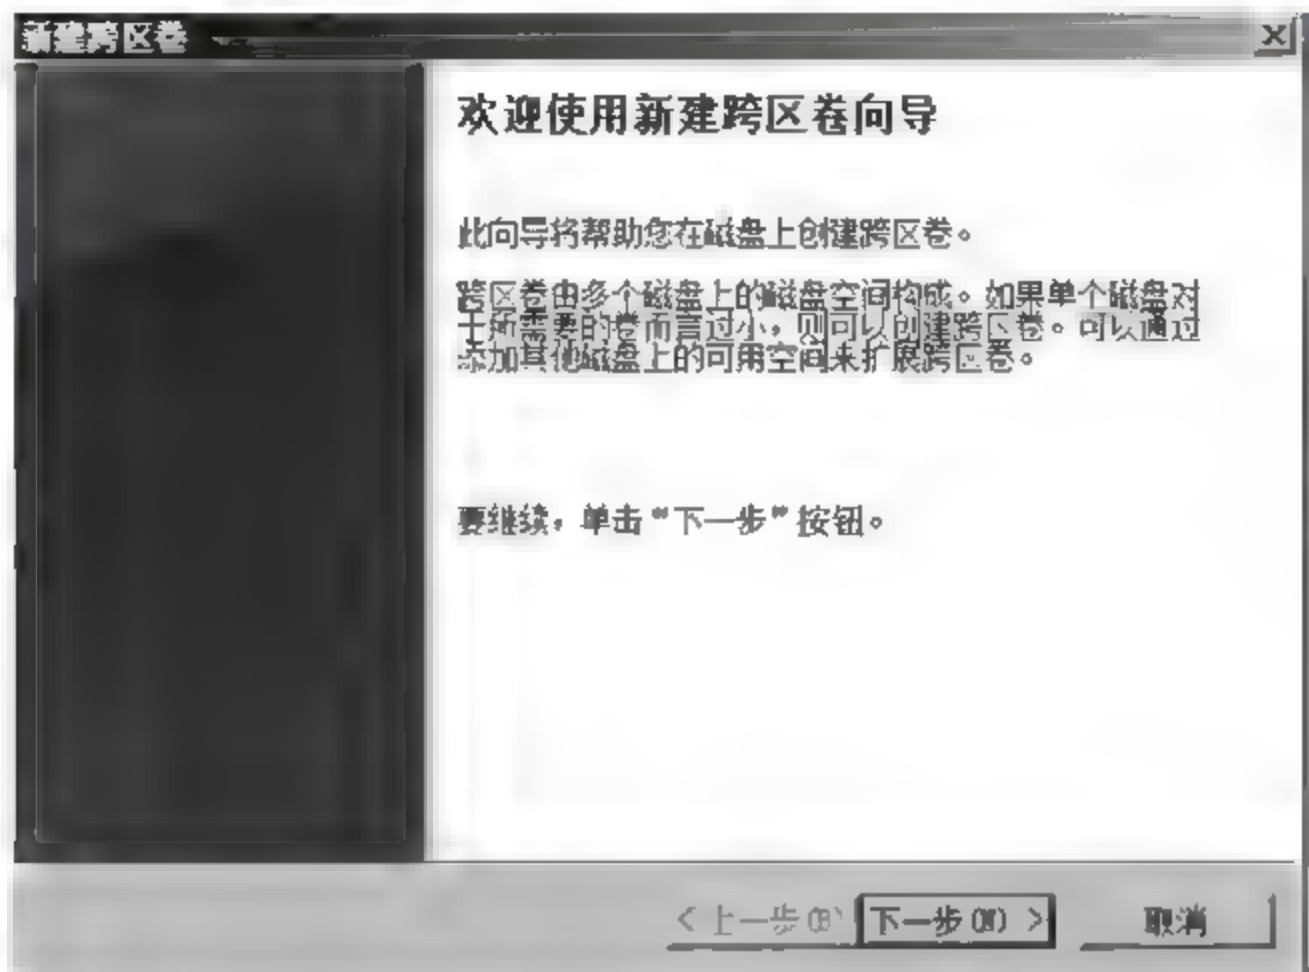 新建跨区卷
欢迎使用新建跨区卷向导
此向导将帮助您在磁盘上创建跨区卷。
跨区卷由多个磁盘上的磁盘空间构成。如果单个磁盘对
于所需要的卷而言过小，则可以创建跨区卷。可以通过
添加其他磁盘上的可用空间来扩展跨区卷。
要继续，单击“下一步”按钮。
<上一步(B) 下一步(N) > 取消